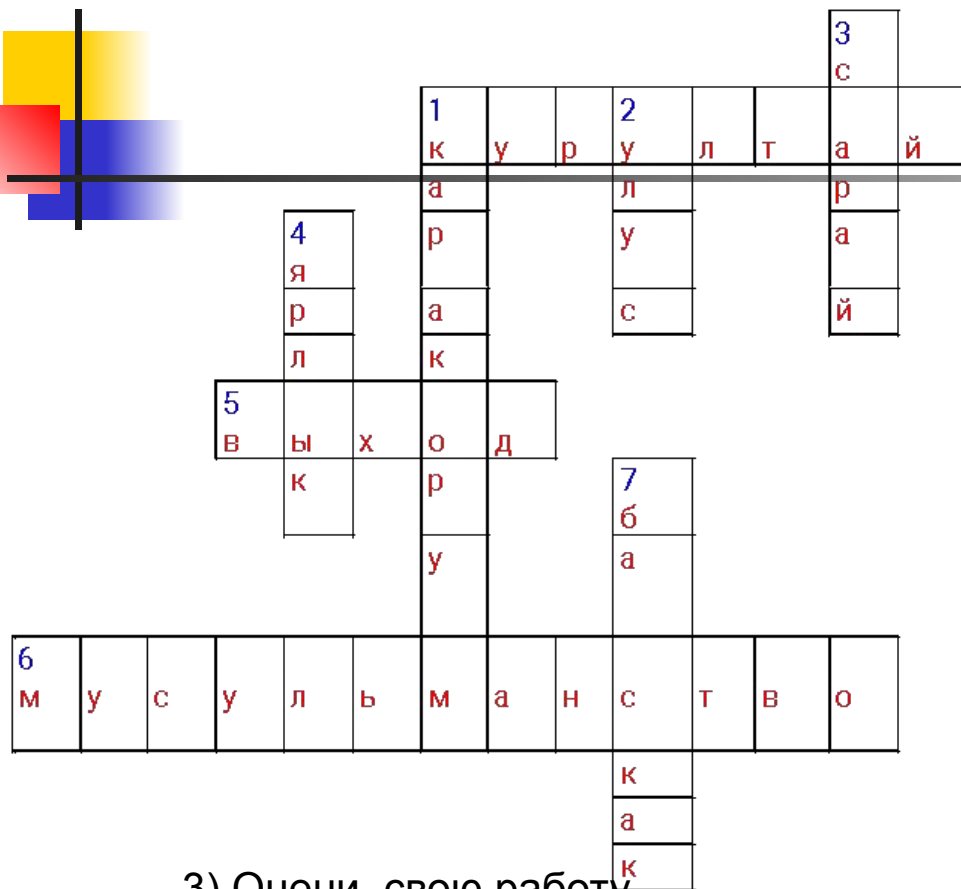 3
с
1 2
к у р у л т а й
а л р
4 р у а
я
р а с й
л к
5
в ы х о д
к р 7
б
у а
6
м у с у л ь м а н с т в о
к
а
к
3) Оцени свою работу